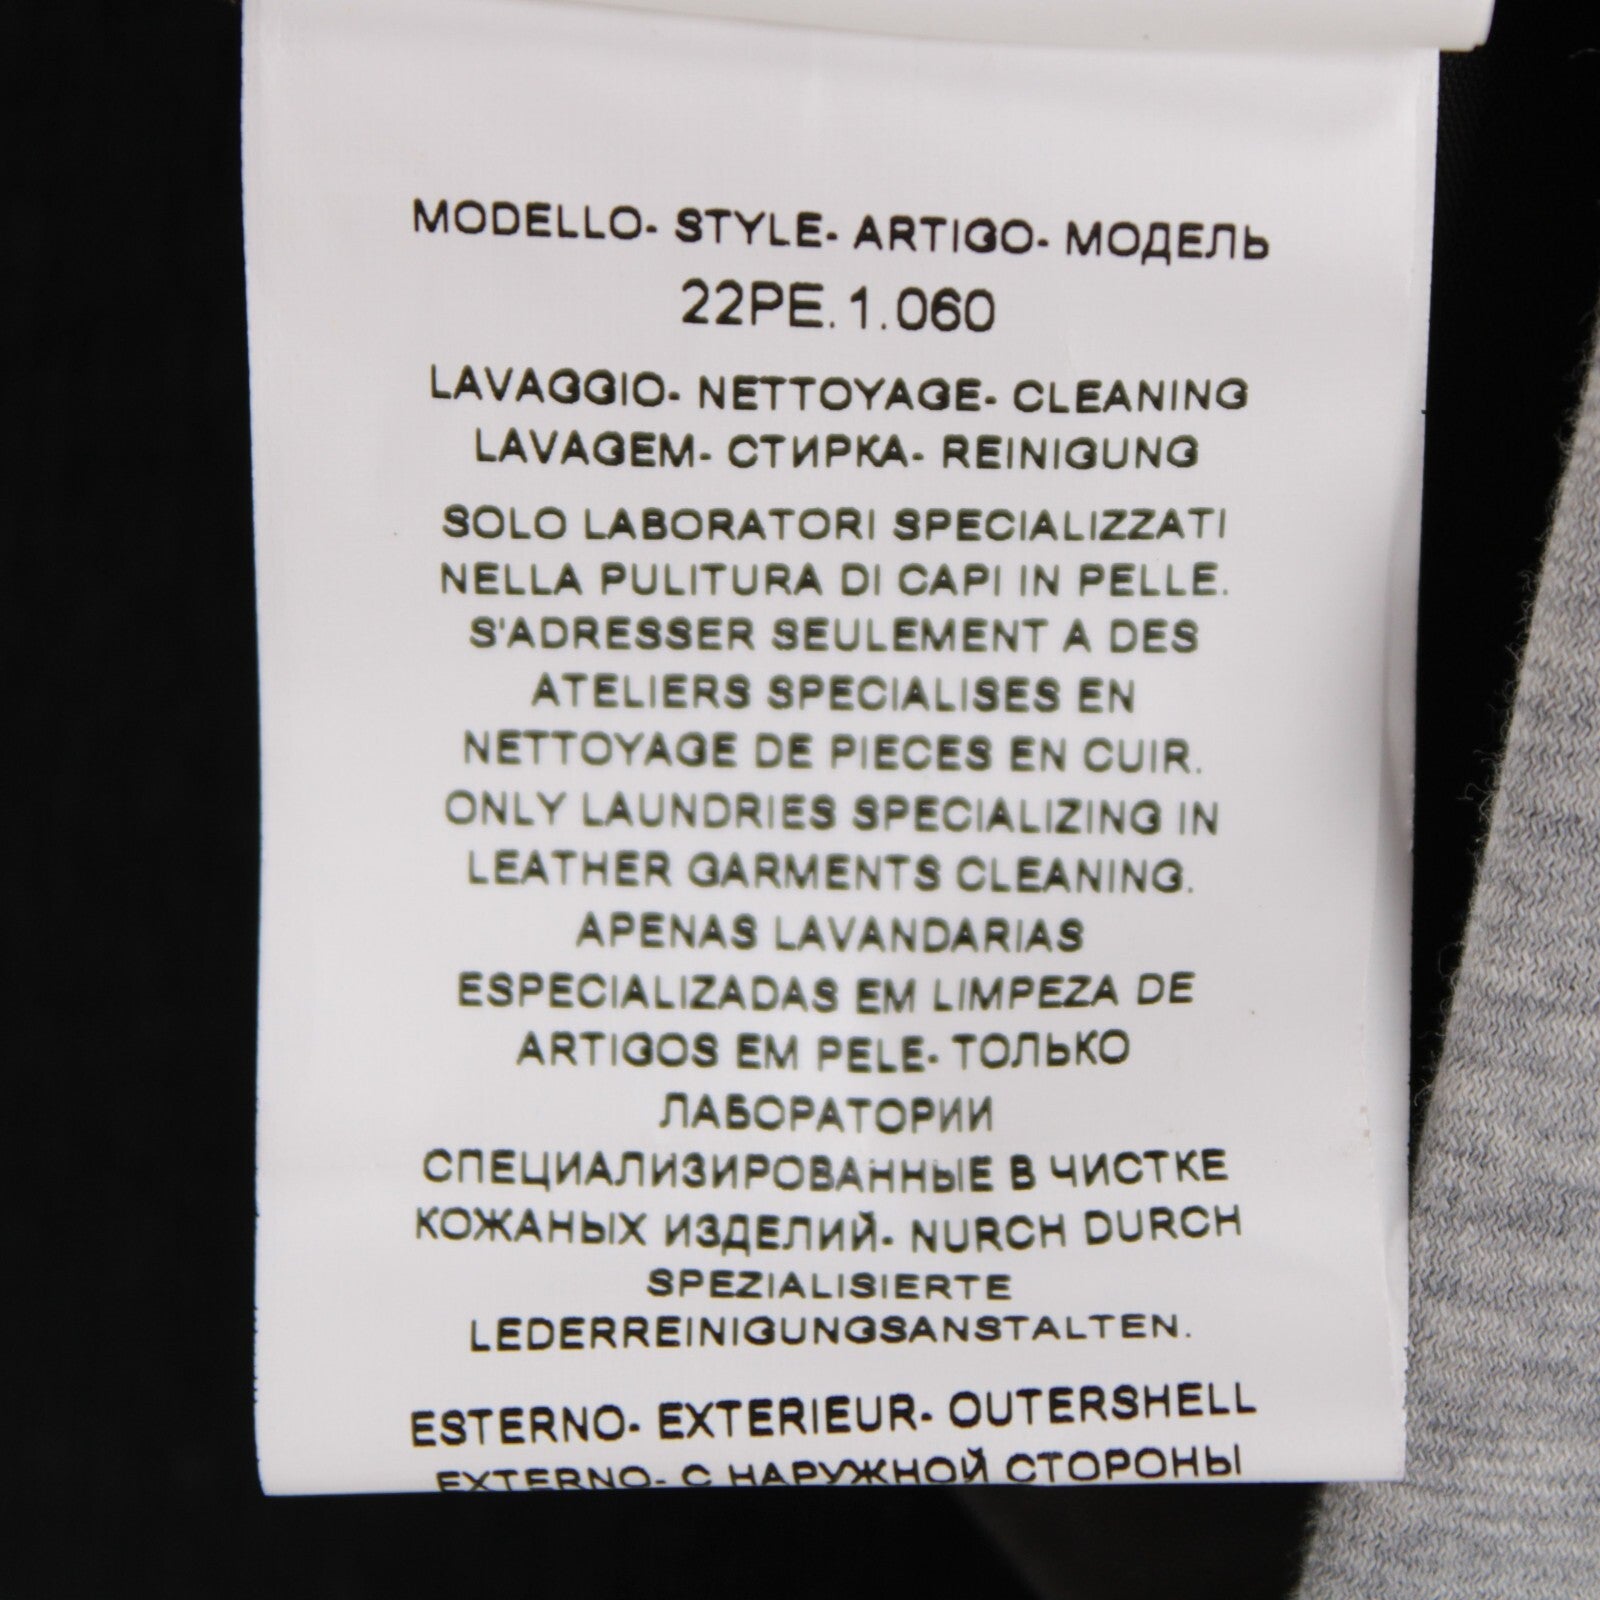 MODELLO- STYLE- ARTIGO- МОДЕЛЬ
22PE.1.060
LAVAGGIO- NETTOYAGE- CLEANING
LAVAGEM- СТИРКА- REINIGUNG
SOLO LABORATORI SPECIALIZZATI
NELLA PULITURA DI CAPI IN PELLE.
S'ADRESSER SEULEMENT A DES
ATELIERS SPECIALISES EN
NETTOYAGE DE PIECES EN CUIR.
ONLY LAUNDRIES SPECIALIZING IN
LEATHER GARMENTS CLEANING.
APENAS LAVANDARIAS
ESPECIALIZADAS EM LIMPEZA DE
ARTIGOS EM PELE- ТОЛЬКО
ЛАБОРАТОРИИ
СПЕЦИАЛИЗИРОВАННЫЕ В ЧИСТКЕ
КОЖАНЫХ ИЗДЕЛИЙ- NURCH DURCH
SPEZIALISIERTE
LEDERREINIGUNGSANSTALTEN.
ESTERNO- EXTERIEUR- OUTERSHELL
EXTERNO- С НАРУЖНОЙ СТОРОНЫ